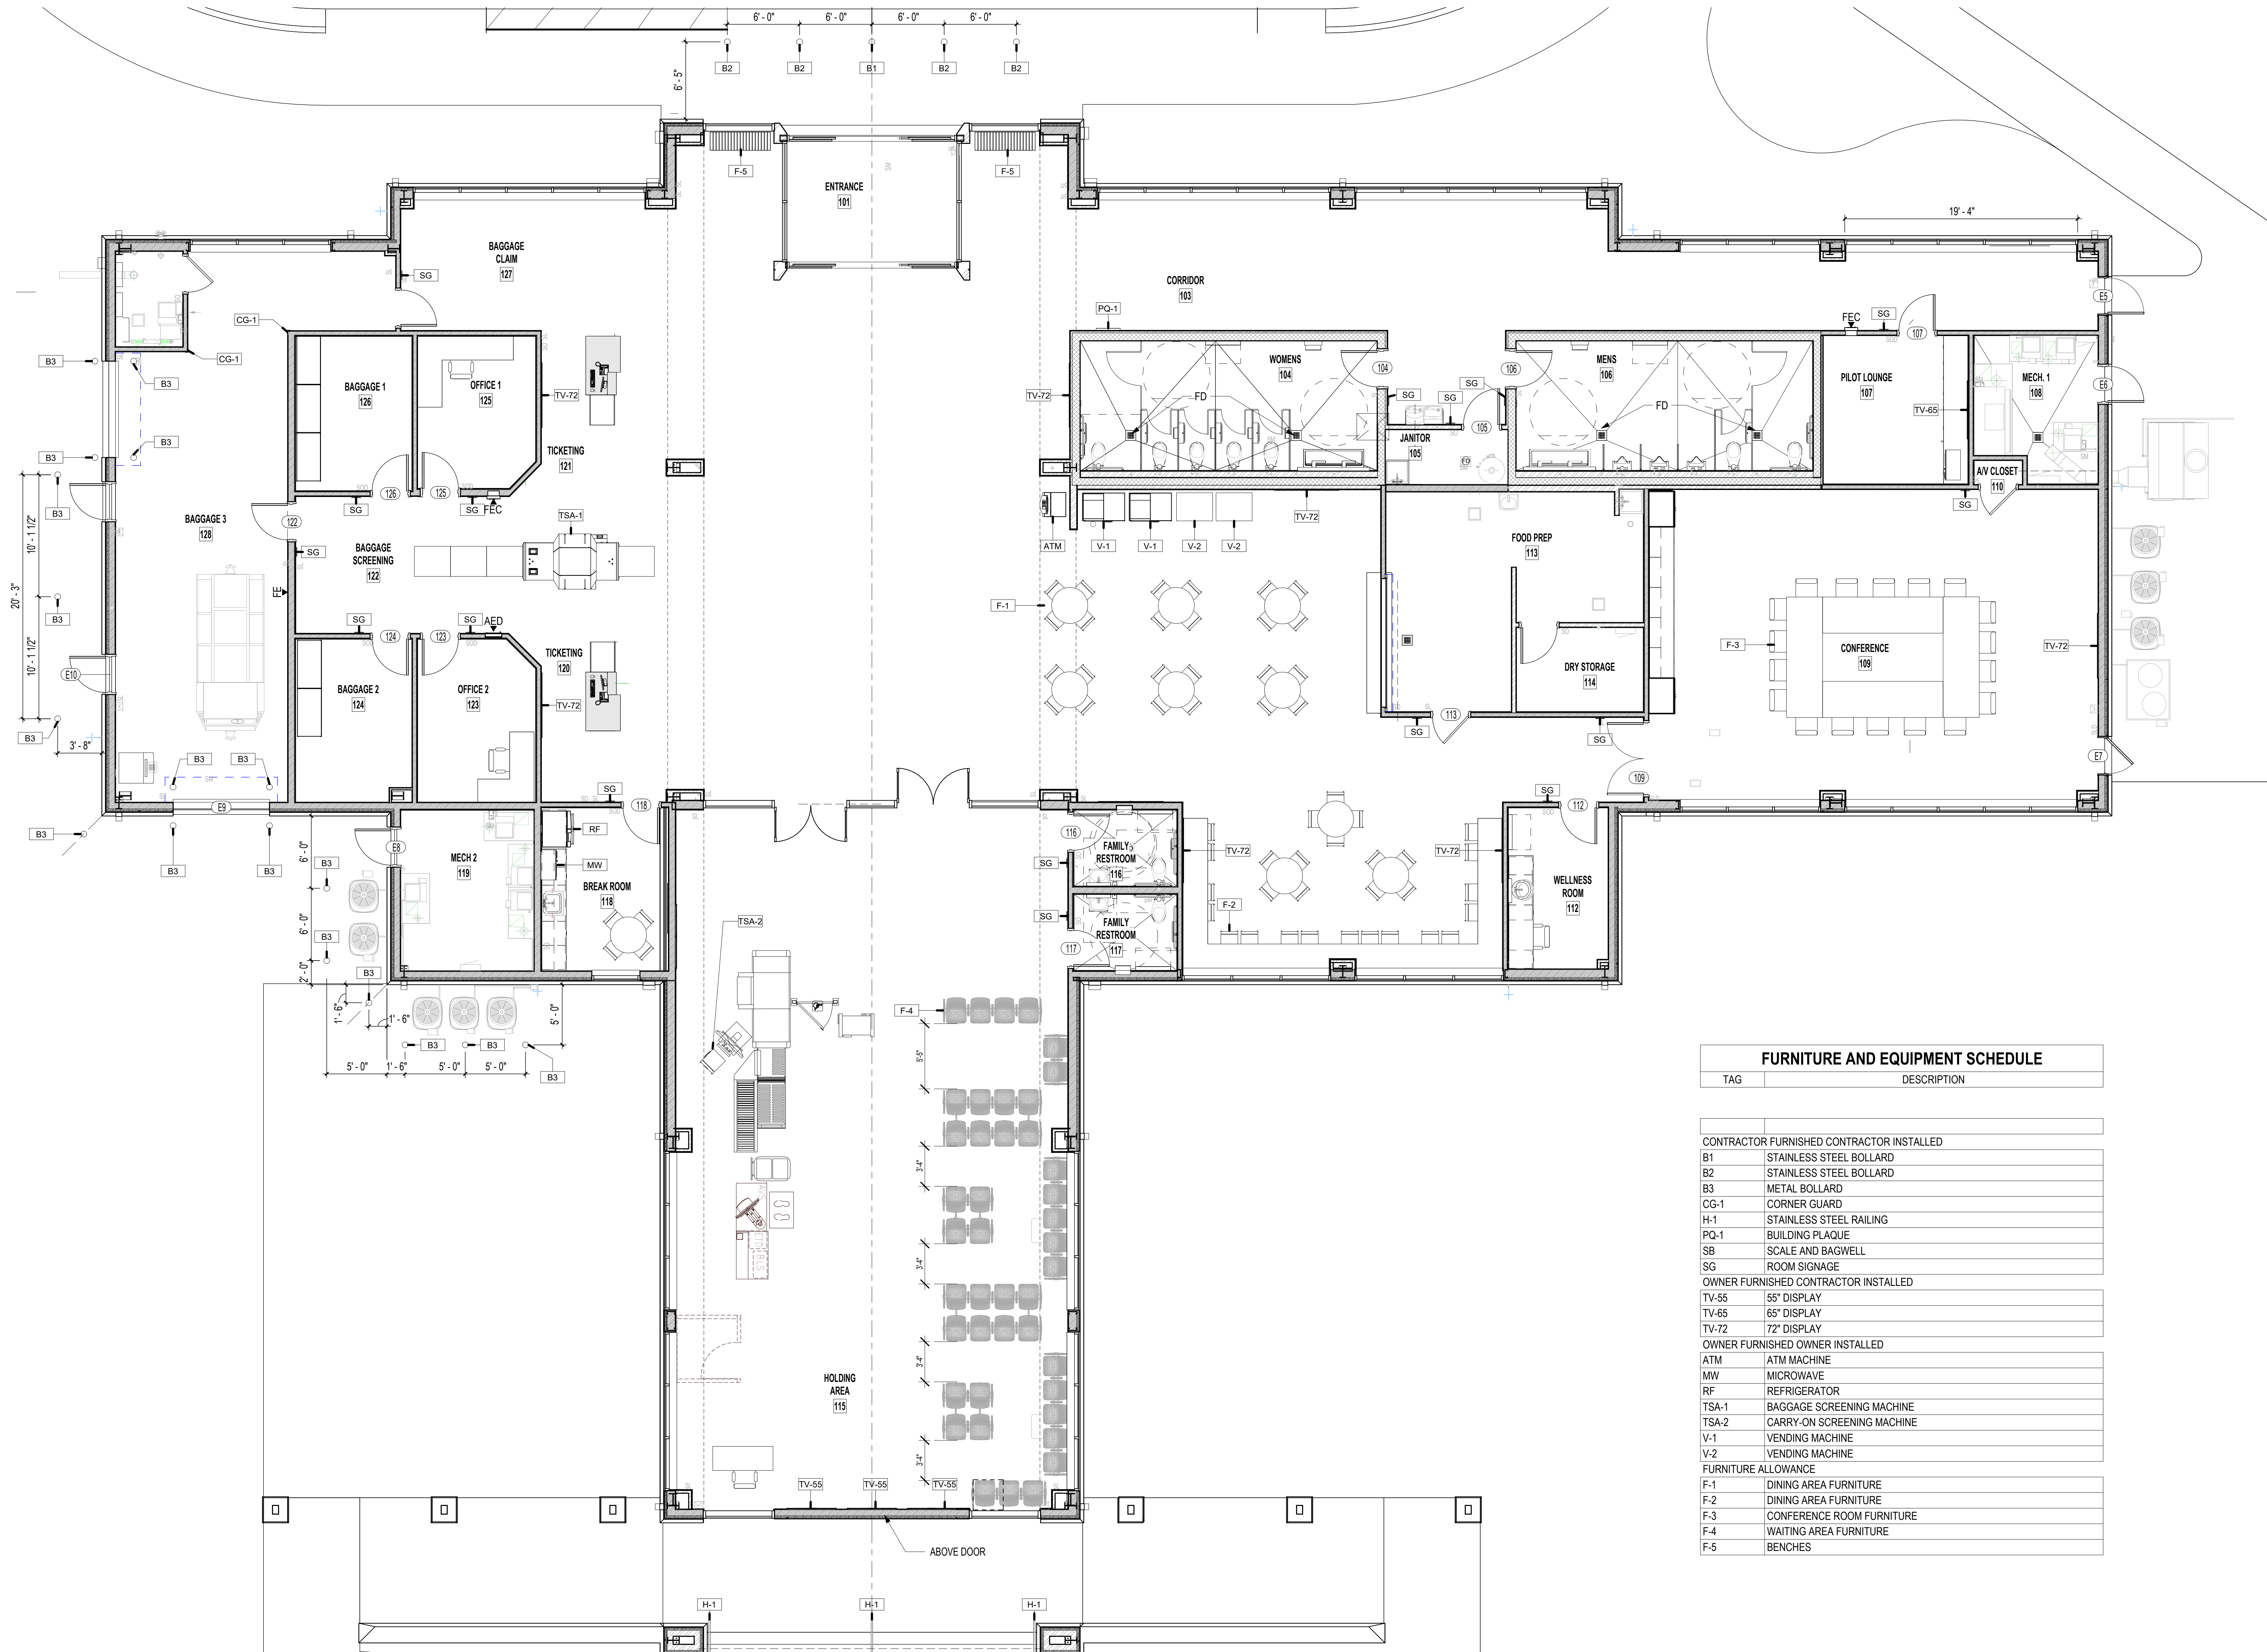 6' - 0"
6' - 0"
6' - 0"
6' - 0"
6' - 5"
B2
B2
B1
B2
B2
F-5
F-5
ENTRANCE
101
SM
19' - 4"
BAGGAGE
CLAIM
127
SG
CORRIDOR
103
PQ-1
E5
CG-1
CG-1
FEC
SG
107
SOD
B3
B3
B3
B3
BAGGAGE 1
126
OFFICE 1
125
TV-72
TV-72
WOMENS
104
104
FD
106
MENS
106
FD
SG
SG
SG
PILOT LOUNGE
107
TV-65
MECH. 1
108
E6
SM
TICKETING
121
JANITOR
105
105
FD
A/V CLOSET
110
SG
126
125
SOD
SOD
SG
SG
FEC
B3
BAGGAGE 3
128
122
SG
BAGGAGE
SCREENING
122
TSA-1
ATM
V-1
V-1
V-2
V-2
TV-72
FOOD PREP
113
10' - 1 1/2"
20' - 3"
10' - 1 1/2"
B3
FE
F-1
SG
124
SOD
SG
123
SOD
AED
TICKETING
120
F-3
CONFERENCE
109
TV-72
DRY STORAGE
114
E10
BAGGAGE 2
124
OFFICE 2
123
TV-72
B3
3' - 8"
113
SG
SG
E7
B3
B3
SM
109
E9
SG
118
SOD
SG
112
SOD
B3
B3
B3
E8
6' - 0"
6' - 0"
2' - 0"
B3
B3
MECH 2
119
RF
MW
BREAK ROOM
118
116
FAMILY
RESTROOM
116
SG
SG
FAMILY
RESTROOM
117
117
TV-72
TV-72
F-2
WELLNESS
ROOM
112
TSA-2
B3
1' - 6"
1' - 6"
5' - 0"
B3
B3
B3
5' - 0"
1' - 6"
5' - 0"
5' - 0"
F-4
5'-5"
3'-4"
3'-4"
3'-4"
3'-4"
HOLDING
AREA
115
TV-55
TV-55
TV-55
ABOVE DOOR
H-1
H-1
H-1
FURNITURE AND EQUIPMENT SCHEDULE
TAG DESCRIPTION
CONTRACTOR FURNISHED CONTRACTOR INSTALLED
B1 STAINLESS STEEL BOLLARD
B2 STAINLESS STEEL BOLLARD
B3 METAL BOLLARD
CG-1 CORNER GUARD
H-1 STAINLESS STEEL RAILING
PQ-1 BUILDING PLAQUE
SB SCALE AND BAGWELL
SG ROOM SIGNAGE
OWNER FURNISHED CONTRACTOR INSTALLED
TV-55 55" DISPLAY
TV-65 65" DISPLAY
TV-72 72" DISPLAY
OWNER FURNISHED OWNER INSTALLED
ATM ATM MACHINE
MW MICROWAVE
RF REFRIGERATOR
TSA-1 BAGGAGE SCREENING MACHINE
TSA-2 CARRY-ON SCREENING MACHINE
V-1 VENDING MACHINE
V-2 VENDING MACHINE
FURNITURE ALLOWANCE
F-1 DINING AREA FURNITURE
F-2 DINING AREA FURNITURE
F-3 CONFERENCE ROOM FURNITURE
F-4 WAITING AREA FURNITURE
F-5 BENCHES